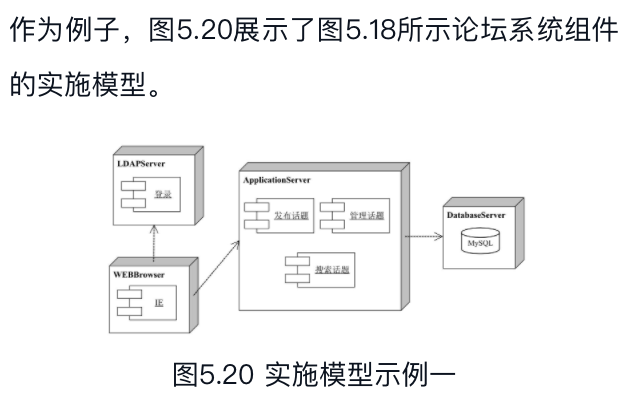 作为例子，图5.20展示了图5.18所示论坛系统组件
的实施模型。
LDAPServer
登录
ApplicationServer
发布话题
管理话题
搜索话题
DatabaseServer
MySQL
WEBBrowser
IE
图5.20 实施模型示例一